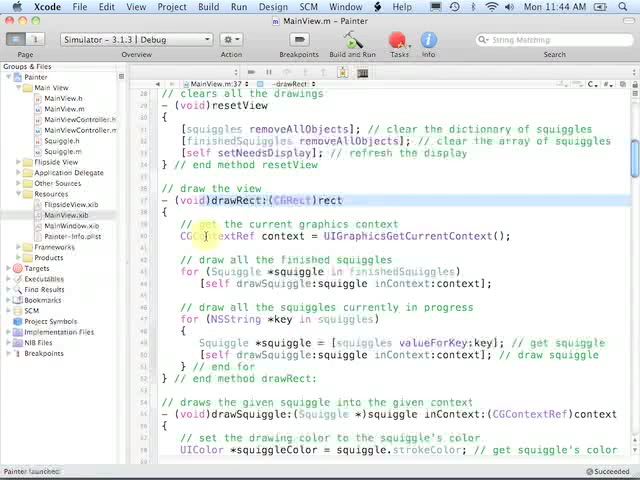 Xcode File Edit View Project Build Run Design SCM Window Help Mon 11:44 AM
MainView.m - Painter
Simulator - 3.1.3 | Debug
String Matching
Page Overview Action Breakpoints Build and Run Tasks Info Search
Groups & Files
Painter
Main View
MainView.h
MainView.m
MainViewController.h
MainViewController.m
Squiggle.h
Squiggle.m
Flipside View
Application Delegate
Other Sources
Resources
FlipsideView.xib
MainView.xib
MainWindow.xib
Painter-Info.plist
Frameworks
Products
Targets
Executables
Find Results
Bookmarks
SCM
Project Symbols
Implementation Files
NIB Files
Breakpoints
MainView.m:37 -drawRect:
// clears all the drawings
- (void)resetView
{
[squiggles removeAllObjects]; // clear the dictionary of squiggles
[finishedSquiggles removeAllObjects]; // clear the array of squiggles
[self setNeedsDisplay]; // refresh the display
} // end method resetView
// draw the view
- (void)drawRect:(CGRect)rect
{
// get the current graphics context
CGContextRef context = UIGraphicsGetCurrentContext();
// draw all the finished squiggles
for (Squiggle *squiggle in finishedSquiggles)
[self drawSquiggle:squiggle inContext:context];
// draw all the squiggles currently in progress
for (NSString *key in squiggles)
{
Squiggle *squiggle = [squiggles valueForKey:key]; // get squiggle
[self drawSquiggle:squiggle inContext:context]; // draw squiggle
} // end for
} // end method drawRect:
// draws the given squiggle into the given context
- (void)drawSquiggle:(Squiggle *)squiggle inContext:(CGContextRef)context
{
// set the drawing color to the squiggle's color
UIColor *squiggleColor = squiggle.strokeColor; // get squiggle's color
Painter launched Succeeded